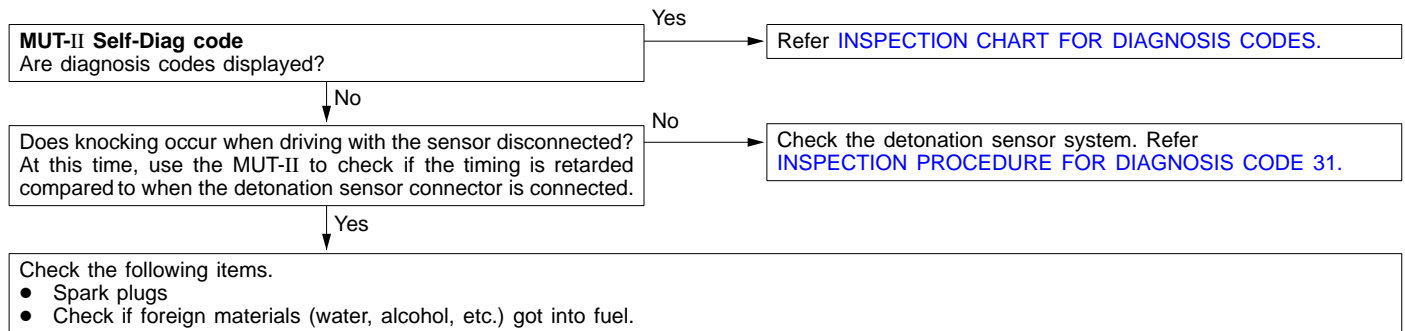 MUT-II Self-Diag code
Are diagnosis codes displayed?
Yes
Refer INSPECTION CHART FOR DIAGNOSIS CODES.
No
Does knocking occur when driving with the sensor disconnected?
At this time, use the MUT-II to check if the timing is retarded
compared to when the detonation sensor connector is connected.
No
Check the detonation sensor system. Refer
INSPECTION PROCEDURE FOR DIAGNOSIS CODE 31.
Yes
Check the following items.
● Spark plugs
● Check if foreign materials (water, alcohol, etc.) got into fuel.